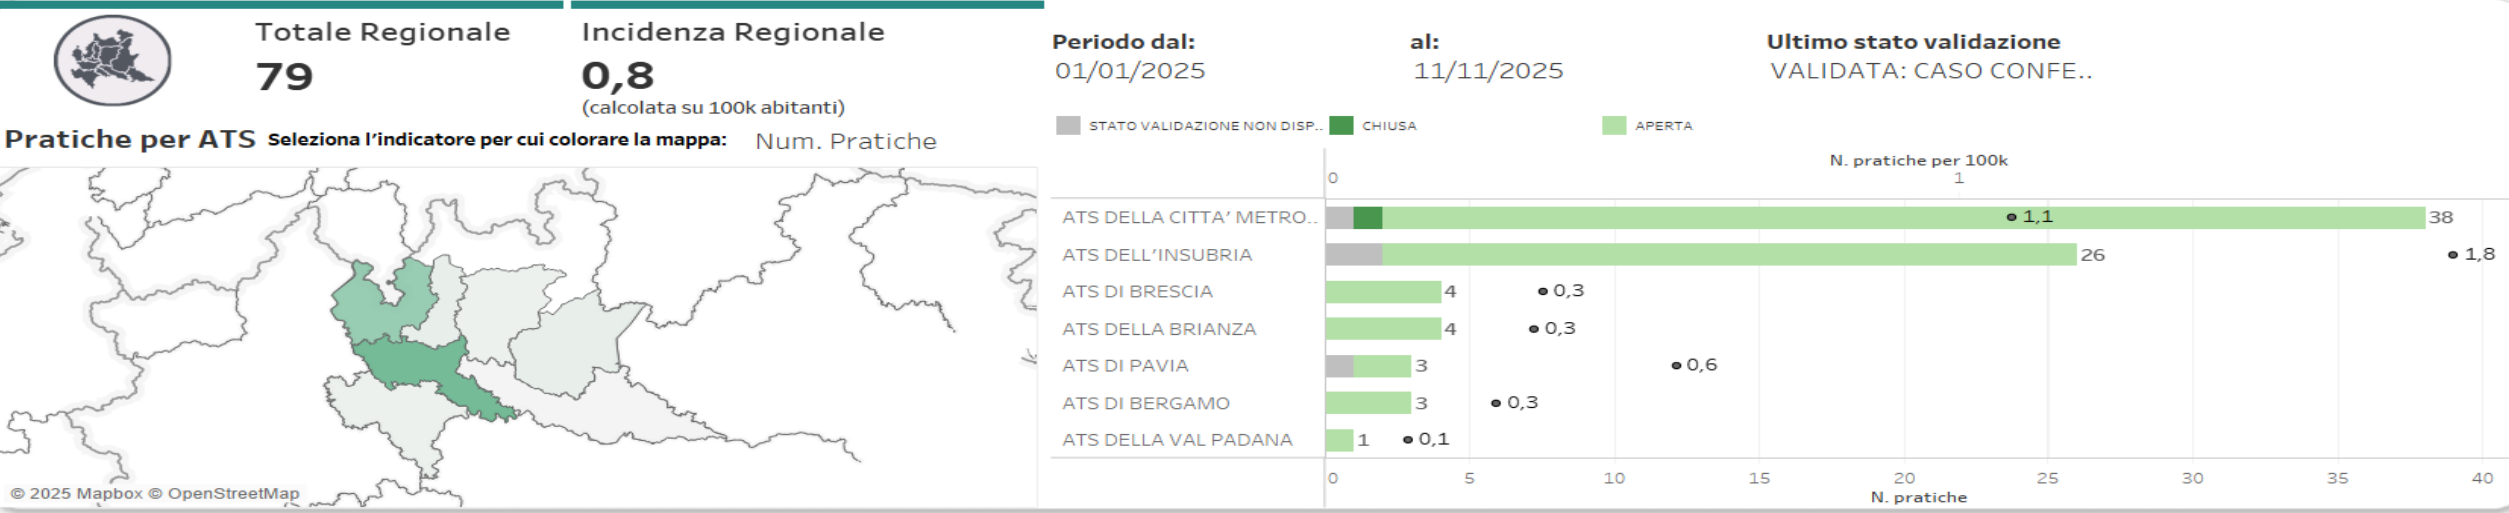 Totale Regionale
79
Incidenza Regionale
0,8
(calcolata su 100k abitanti)
Periodo dal:
01/01/2025
al:
11/11/2025
Ultimo stato validazione
VALIDATA: CASO CONFE..
Pratiche per ATS
Seleziona l'indicatore per cui colorare la mappa:
Num. Pratiche
© 2025 Mapbox © OpenStreetMap
STATO VALIDAZIONE NON DISP..
CHIUSA
APERTA
N. pratiche per 100k
0 1
ATS DELLA CITTA' METRO.. 1,1 38
ATS DELL'INSUBRIA 26 1,8
ATS DI BRESCIA 4 0,3
ATS DELLA BRIANZA 4 0,3
ATS DI PAVIA 3 0,6
ATS DI BERGAMO 3 0,3
ATS DELLA VAL PADANA 1 0,1
0 5 10 15 20 25 30 35 40
N. pratiche